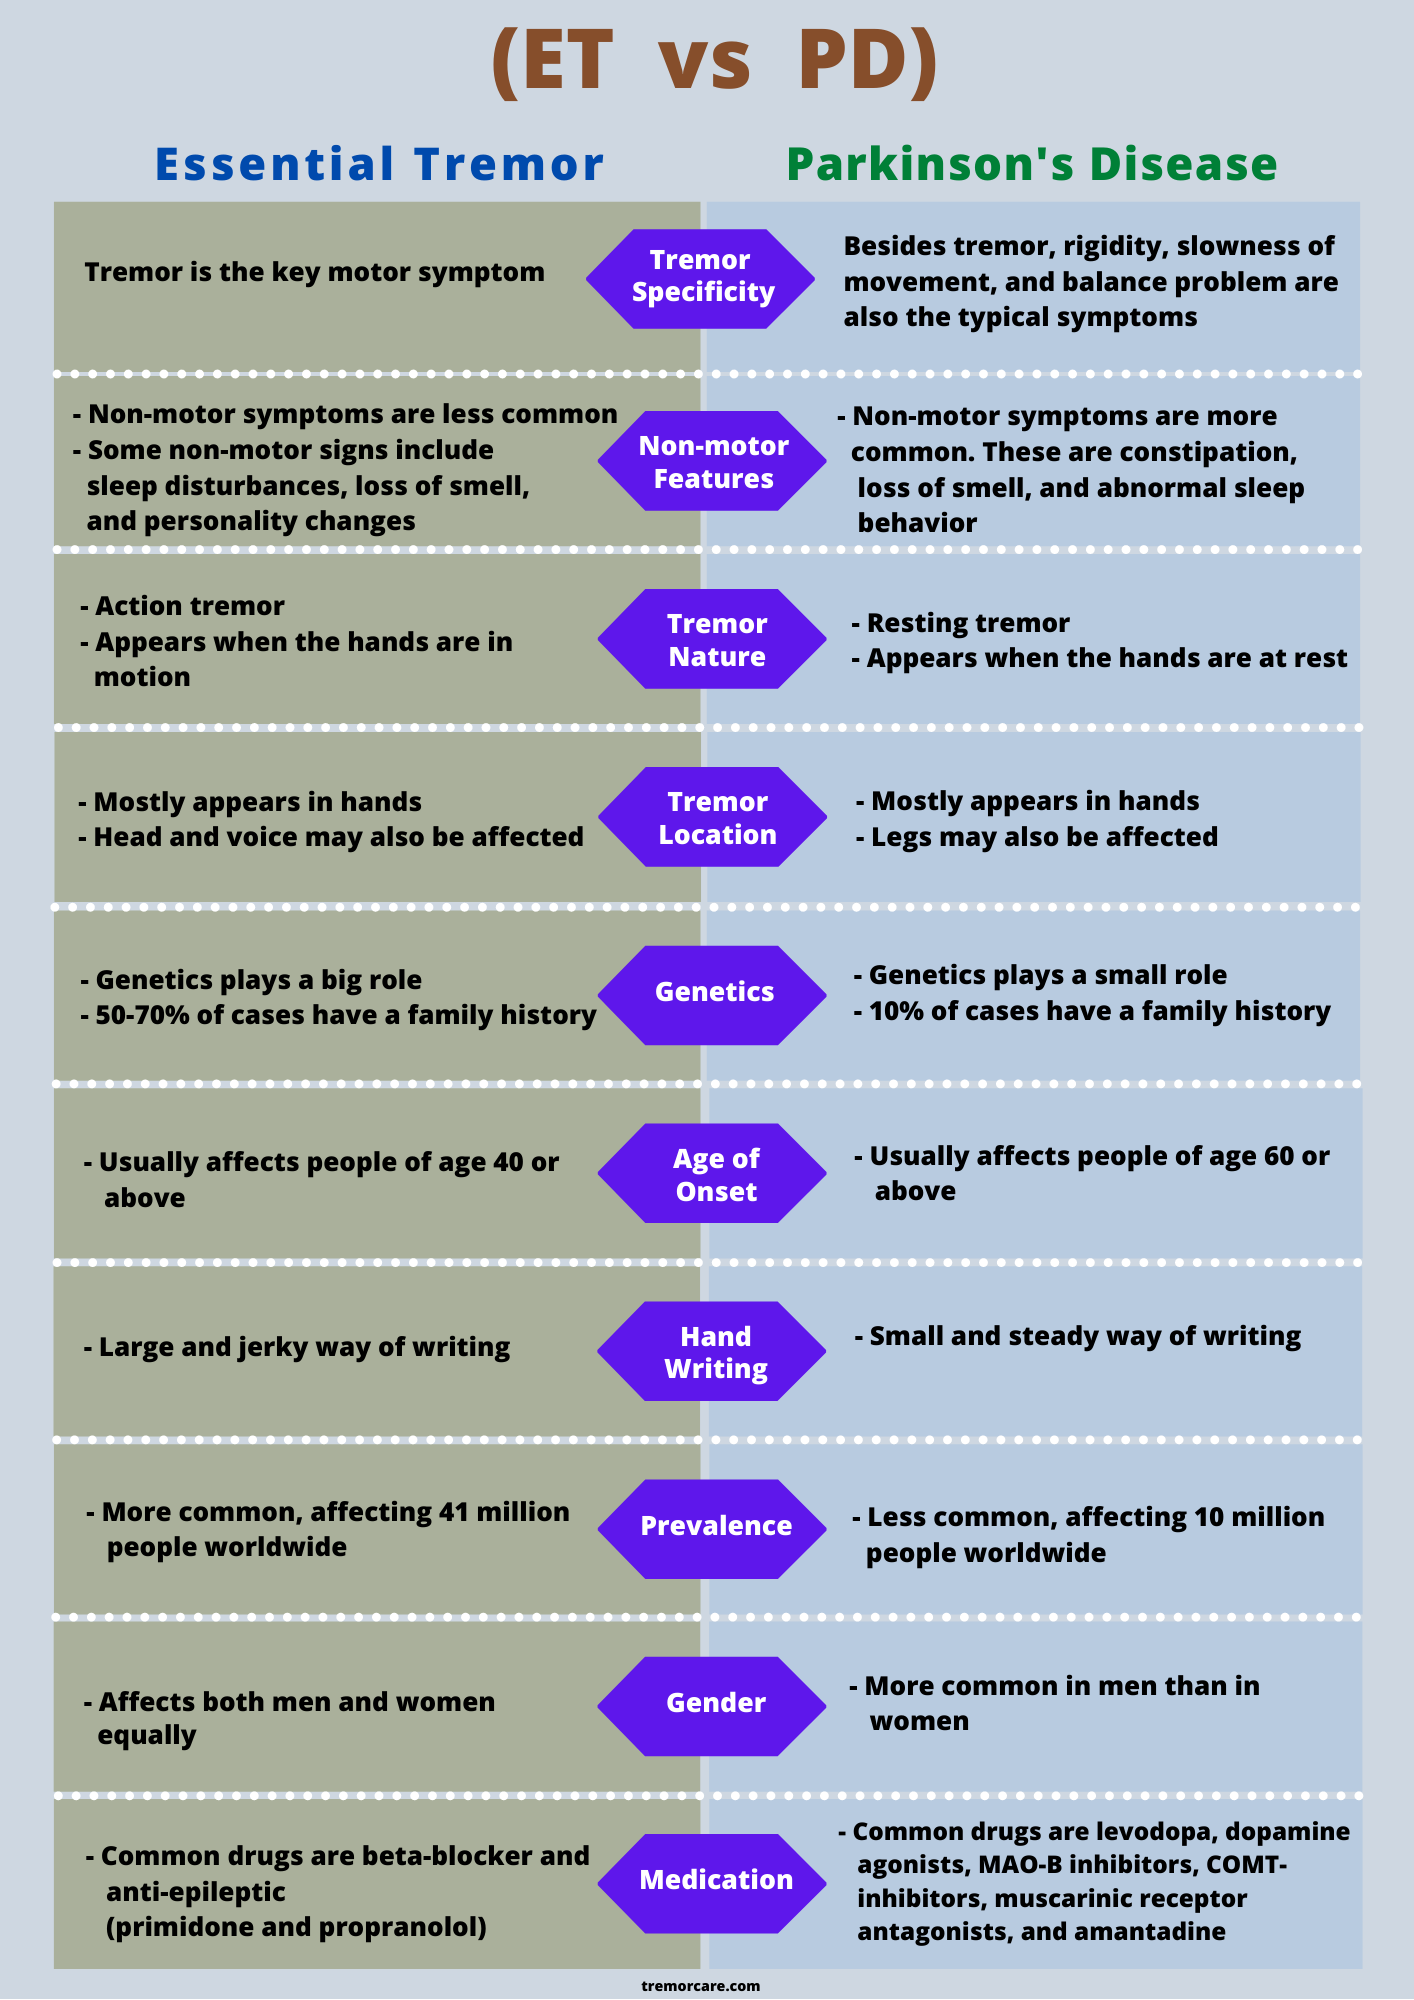 (ET vs PD)
Essential Tremor
Parkinson's Disease
Tremor is the key motor symptom
Tremor
Specificity
Besides tremor, rigidity, slowness of
movement, and balance problem are
also the typical symptoms
- Non-motor symptoms are less common
- Some non-motor signs include
sleep disturbances, loss of smell,
and personality changes
Non-motor
Features
- Non-motor symptoms are more
common. These are constipation,
loss of smell, and abnormal sleep
behavior
- Action tremor
- Appears when the hands are in
motion
Tremor
Nature
- Resting tremor
- Appears when the hands are at rest
- Mostly appears in hands
- Head and voice may also be affected
Tremor
Location
- Mostly appears in hands
- Legs may also be affected
- Genetics plays a big role
- 50-70% of cases have a family history
Genetics
- Genetics plays a small role
- 10% of cases have a family history
- Usually affects people of age 40 or
above
Age of
Onset
- Usually affects people of age 60 or
above
- Large and jerky way of writing
Hand
Writing
- Small and steady way of writing
- More common, affecting 41 million
people worldwide
Prevalence
- Less common, affecting 10 million
people worldwide
- Affects both men and women
equally
Gender
- More common in men than in
women
- Common drugs are beta-blocker and
anti-epileptic
(primidone and propranolol)
Medication
- Common drugs are levodopa, dopamine
agonists, MAO-B inhibitors, COMT-
inhibitors, muscarinic receptor
antagonists, and amantadine
tremorcare.com